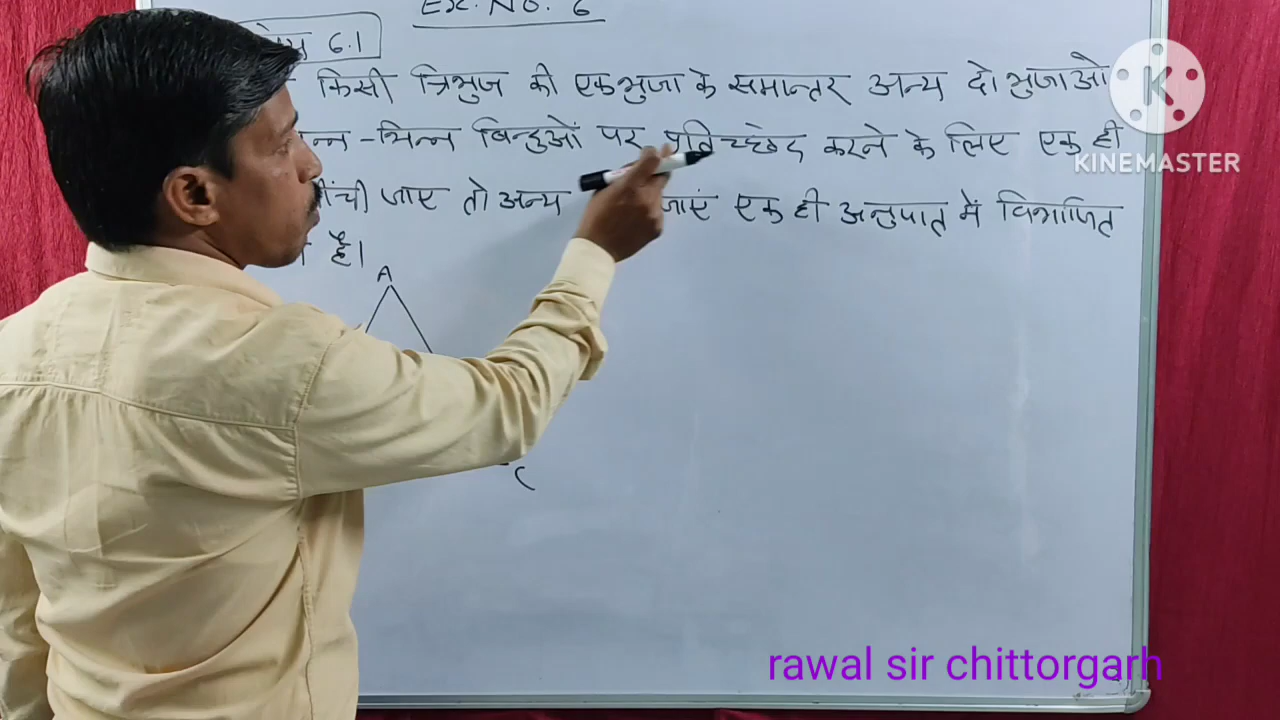 Ex. No. 6
6.1
किसी त्रिभुज की एक भुजा के समान्तर अन्य दो भुजाओ
भिन्न बिन्दुओं पर प्रतिच्छेद करने के लिए एक ही
जाए तो अन्य एक ही अनुपात में विभाजित
है।
A
C
K
KINEMASTER
rawal sir chittorgarh